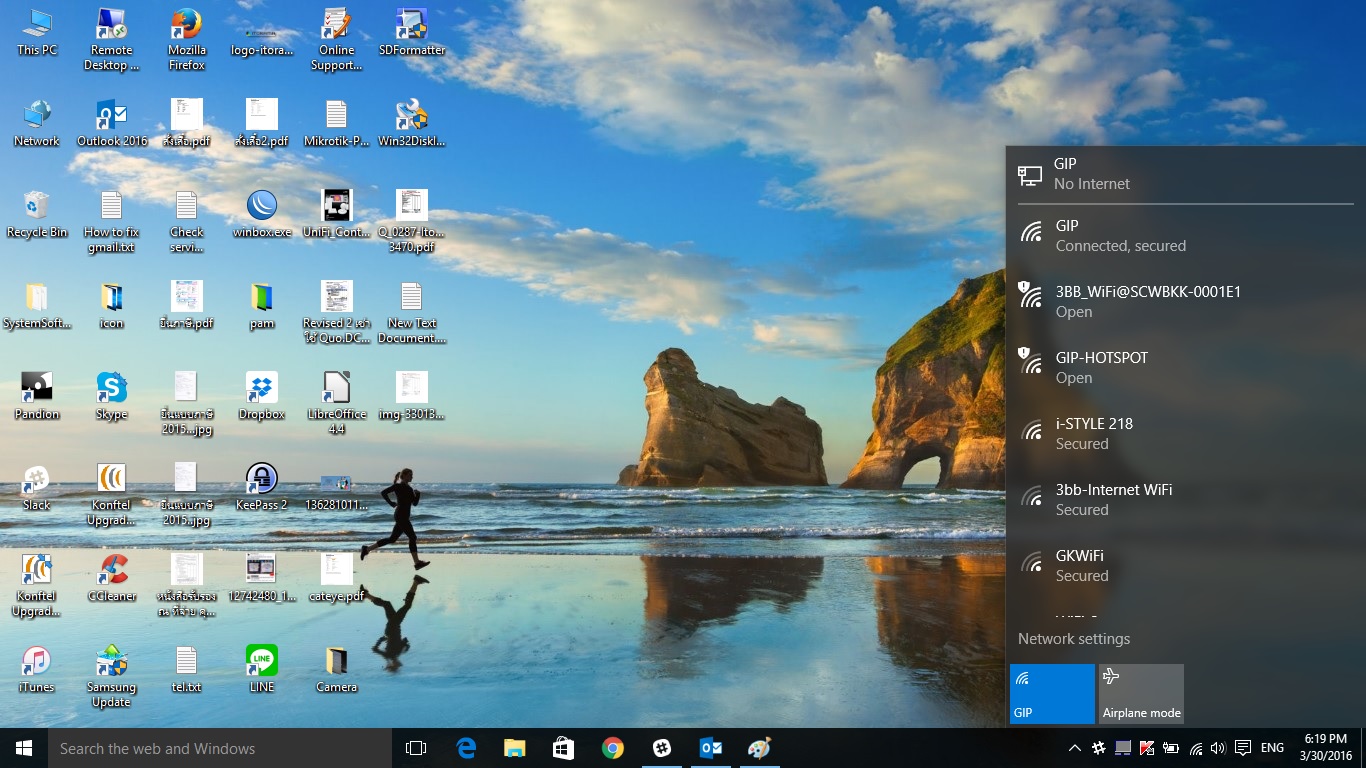 This PC
Remote
Desktop ...
Mozilla
Firefox
logo-itora...
Online
Support...
SDFormatter
Network
Outlook 2016
สั่งเสื้อ.pdf
สั่งเสื้อ2.pdf
Mikrotik-P...
Win32DiskI...
Recycle Bin
How to fix
gmail.txt
Check
servi...
winbox.exe
UniFi_Cont...
Q_0287-Ito...
3470.pdf
SystemSoft...
icon
ยื่นภาษี.pdf
pam
Revised 2 เช่า
ใช้ Quo.DC...
New Text
Document....
Pandion
Skype
ยื่นแบบภาษี
2015...jpg
Dropbox
LibreOffice
4.4
img-33013...
Slack
Konftel
Upgrad...
ยื่นแบบภาษี
2015..jpg
KeePass 2
136281011...
Konftel
Upgrad...
CCleaner
หนังสือรับรอง
ณ ที่จ่าย คุ...
12742480_1...
cateye.pdf
iTunes
Samsung
Update
tel.txt
LINE
Camera
GIP
No Internet
GIP
Connected, secured
3BB_WiFi@SCWBKK-0001E1
Open
GIP-HOTSPOT
Open
i-STYLE 218
Secured
3bb-Internet WiFi
Secured
GKWiFi
Secured
Network settings
GIP
Airplane mode
Search the web and Windows
ENG
6:19 PM
3/30/2016